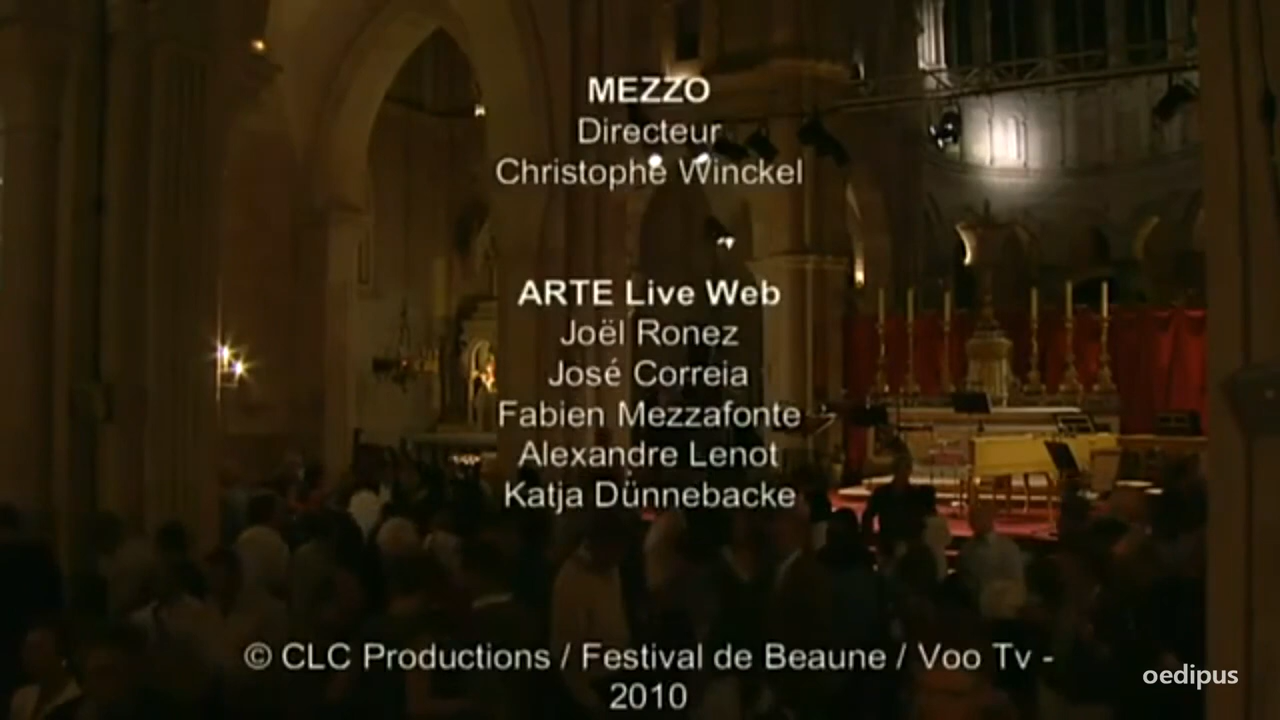 MEZZO
Directeur
Christophe Winckel
ARTE Live Web
Joël Ronez
José Correia
Fabien Mezzafonte
Alexandre Lenot
Katja Dünnebacke
© CLC Productions / Festival de Beaune / Voo Tv -
2010
oedipus